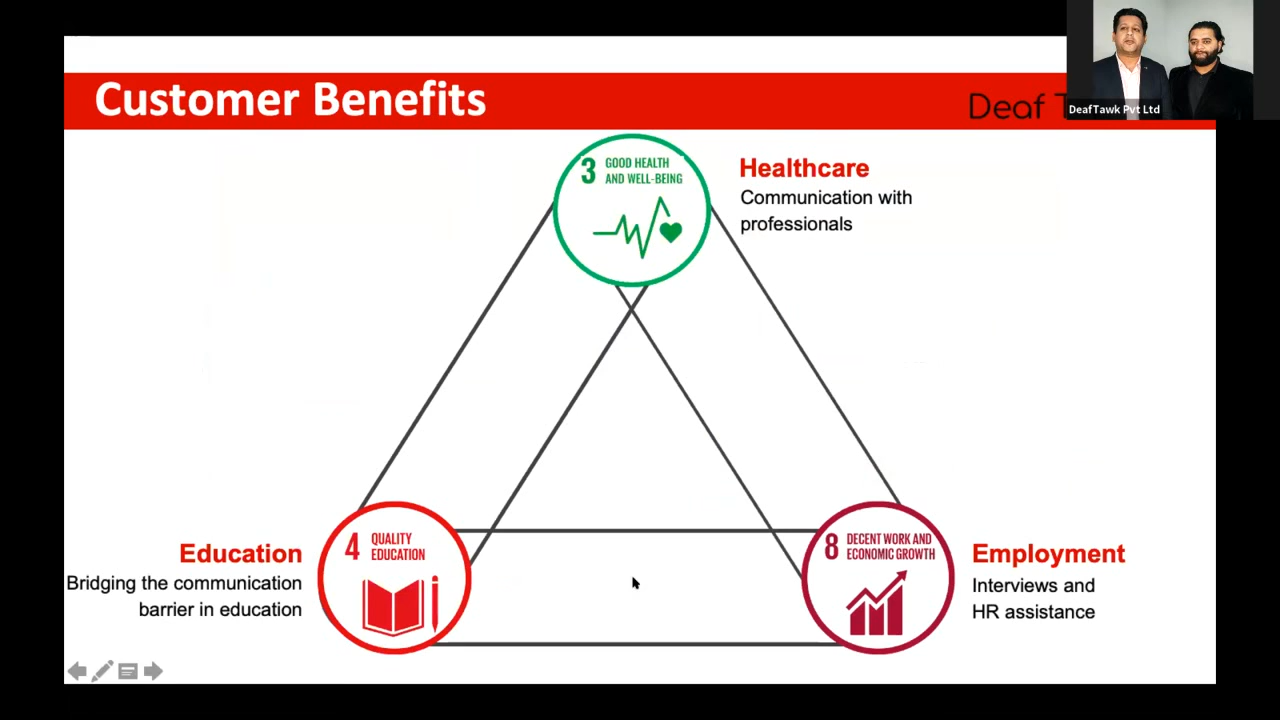 Customer Benefits
Deaf T
DeafTawk Pvt Ltd
3 GOOD HEALTH
AND WELL-BEING
Healthcare
Communication with
professionals
4 QUALITY
EDUCATION
Education
Bridging the communication
barrier in education
8 DECENT WORK AND
ECONOMIC GROWTH
Employment
Interviews and
HR assistance